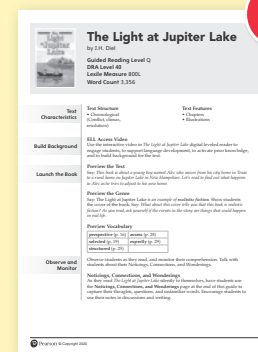 The Light at Jupiter Lake
by J.H. Diel
Guided Reading Level Q
DRA Level 40
Lexile Measure 800L
Word Count 3,356
Text
Characteristics
Text Structure
• Chronological
(Conflict, climax,
resolution)
Text Features
• Chapters
• Illustrations
Build Background
ELL Access Video
Use the interactive video in The Light at Jupiter Lake digital leveled reader to
engage students, to support language development, to activate prior knowledge,
and to build background for the text.
Launch the Book
Preview the Text
Say: This book is about a young boy named Alec who moves from his city home in Texas
to a rural home on Jupiter Lake in New Hampshire. Let's read to find out what happens
to Alec as he tries to adjust to his new home.
Preview the Genre
Say: The Light at Jupiter Lake is an example of realistic fiction. Show students
the cover of the book. Say: What about this cover tells you that this book is realistic
fiction? As you read, ask yourself if the events in the story are things that could happen
in real life.
Preview Vocabulary
perspective (p. 14) access (p. 28)
infected (p. 19) expertly (p. 29)
structured (p. 29)
Observe and
Monitor
Observe students as they read, and monitor their comprehension. Talk with
students about their Noticings, Connections, and Wonderings.
Noticings, Connections, and Wonderings
As they read The Light at Jupiter Lake silently to themselves, have students use
the Noticings, Connections, and Wonderings page at the end of this guide to
capture their thoughts, questions, and unfamiliar words. Encourage students to
use their notes in discussions and writing.
Pearson © Copyright 2020